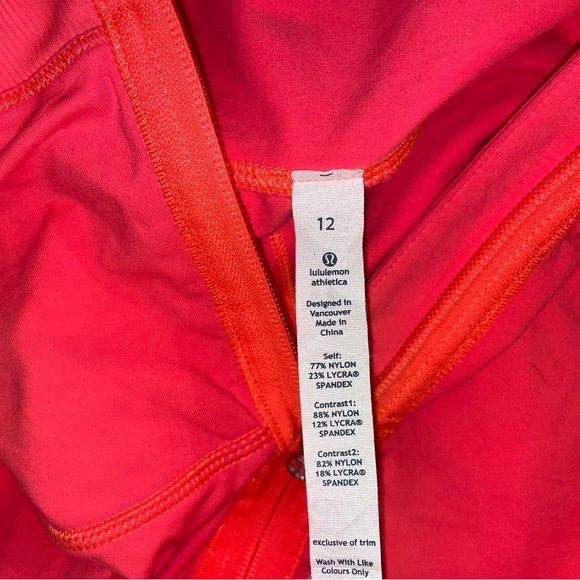 12
lululemon
athletica
Designed in
Vancouver
Made in
China
Self:
77% NYLON
23% LYCRA®
SPANDEX
Contrast1:
88% NYLON
12% LYCRA®
SPANDEX
Contrast2:
82% NYLON
18% LYCRA®
SPANDEX
exclusive of trim
Wash With Like
Colours Only